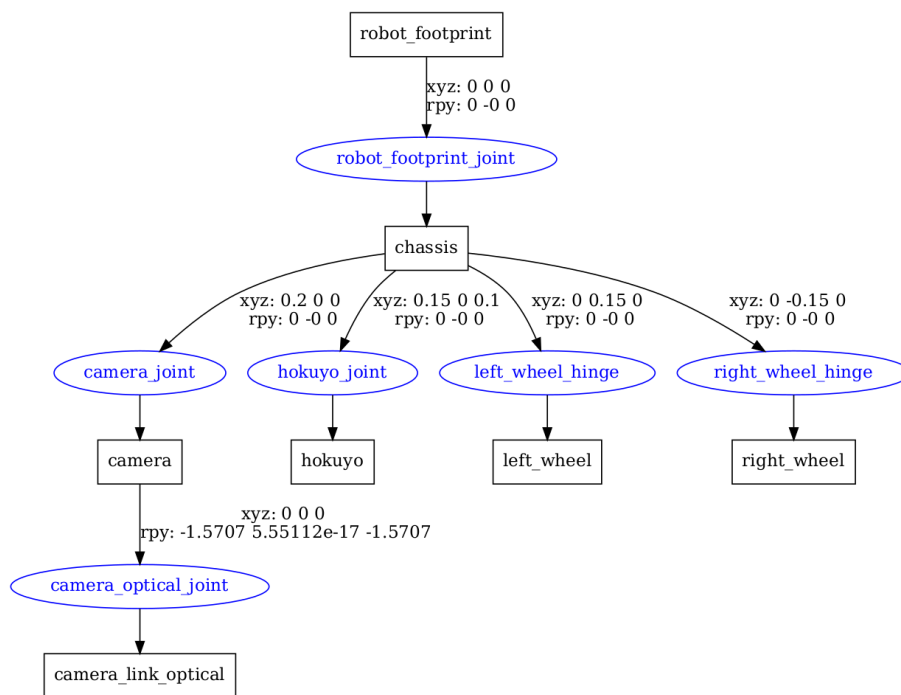 robot_footprint
xyz: 0 0 0
rpy: 0 -0 0
robot_footprint_joint
chassis
xyz: 0.2 0 0
rpy: 0 -0 0
xyz: 0.15 0 0.1
rpy: 0 -0 0
xyz: 0 0.15 0
rpy: 0 -0 0
xyz: 0 -0.15 0
rpy: 0 -0 0
camera_joint
hokuyo_joint
left_wheel_hinge
right_wheel_hinge
camera
hokuyo
left_wheel
right_wheel
xyz: 0 0 0
rpy: -1.5707 5.55112e-17 -1.5707
camera_optical_joint
camera_link_optical